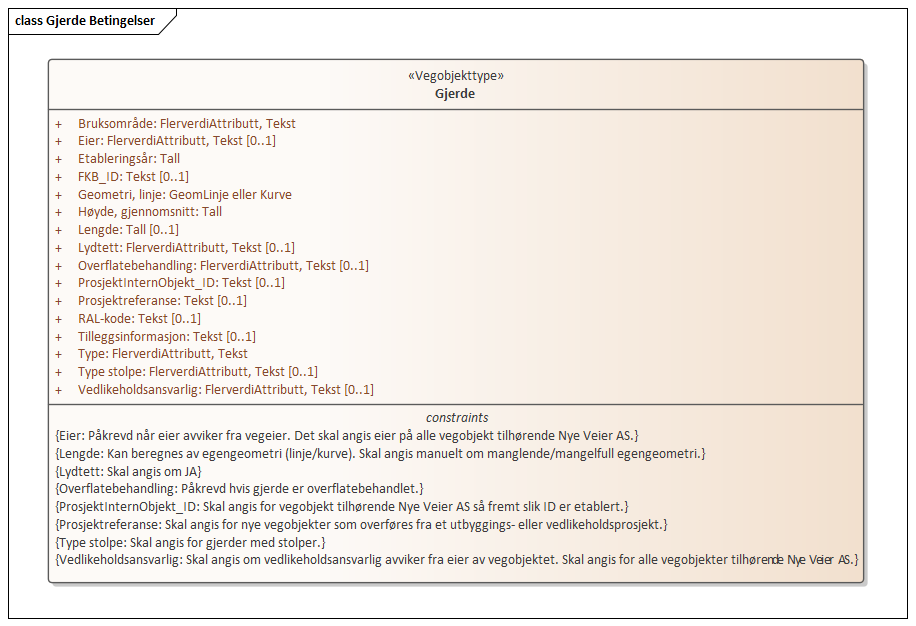 class Gjerde Betingelser
«Vegobjekttype»
Gjerde
+ Bruksområde: FlerverdiAttributt, Tekst
+ Eier: FlerverdiAttributt, Tekst [0..1]
+ Etableringsår: Tall
+ FKB_ID: Tekst [0..1]
+ Geometri, linje: GeomLinje eller Kurve
+ Høyde, gjennomsnitt: Tall
+ Lengde: Tall [0..1]
+ Lydtett: FlerverdiAttributt, Tekst [0..1]
+ Overflatebehandling: FlerverdiAttributt, Tekst [0..1]
+ ProsjektInternObjekt_ID: Tekst [0..1]
+ Prosjektreferanse: Tekst [0..1]
+ RAL-kode: Tekst [0..1]
+ Tilleggsinformasjon: Tekst [0..1]
+ Type: FlerverdiAttributt, Tekst
+ Type stolpe: FlerverdiAttributt, Tekst [0..1]
+ Vedlikeholdsansvarlig: FlerverdiAttributt, Tekst [0..1]
constraints
{Eier: Påkrevd når eier avviker fra vegeier. Det skal angis eier på alle vegobjekt tilhørende Nye Veier AS.}
{Lengde: Kan beregnes av egengeometri (linje/kurve). Skal angis manuelt om manglende/mangelfull egengeometri.}
{Lydtett: Skal angis om JA}
{Overflatebehandling: Påkrevd hvis gjerde er overflatebehandlet.}
{ProsjektInternObjekt_ID: Skal angis for vegobjekt tilhørende Nye Veier AS så fremt slik ID er etablert.}
{Prosjektreferanse: Skal angis for nye vegobjekter som overføres fra et utbyggings- eller vedlikeholdsprosjekt.}
{Type stolpe: Skal angis for gjerder med stolper.}
{Vedlikeholdsansvarlig: Skal angis om vedlikeholdsansvarlig avviker fra eier av vegobjektet. Skal angis for alle vegobjekter tilhørende Nye Veier AS.}